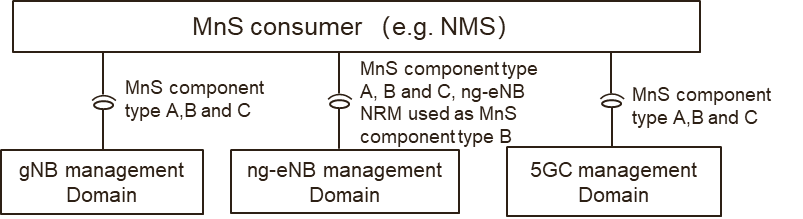 MnS consumer （e.g. NMS）
MnS component
type A,B and C
MnS component type
A, B and C, ng-eNB
NRM used as MnS
component type B
MnS component
type A,B and C
gNB management
Domain
ng-eNB management
Domain
5GC management
Domain